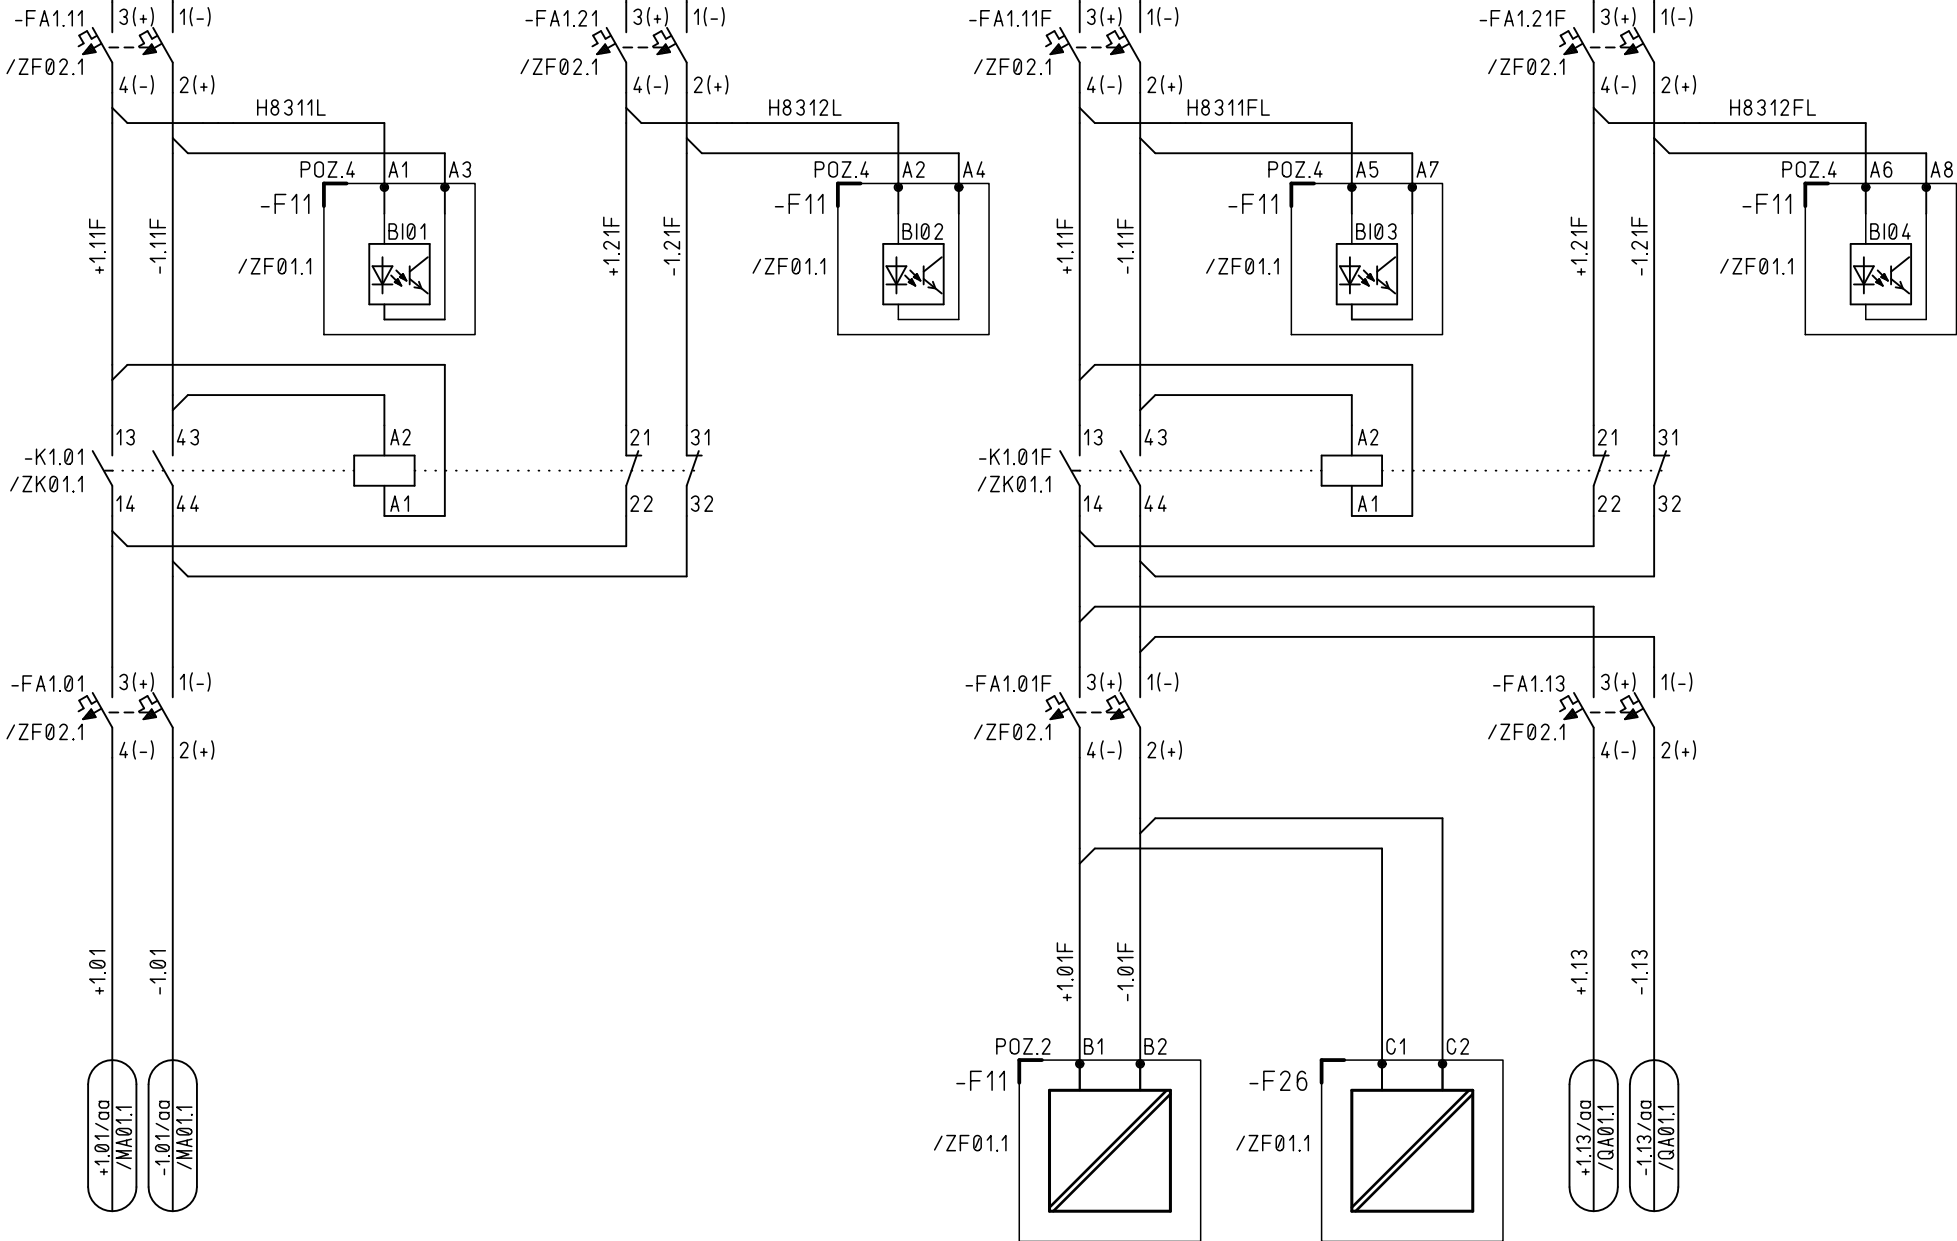 -FA1.11 3(+) 1(-)
/ZF02.1
4(-) 2(+)
-FA1.21 3(+) 1(-)
/ZF02.1
4(-) 2(+)
-FA1.11F 3(+) 1(-)
/ZF02.1
4(-) 2(+)
-FA1.21F 3(+) 1(-)
/ZF02.1
4(-) 2(+)
H8311L
POZ.4 A1 A3
-F11
BI01
/ZF01.1
+1.11F
-1.11F
H8312L
POZ.4 A2 A4
-F11
BI02
/ZF01.1
+1.21F
-1.21F
H8311FL
POZ.4 A5 A7
-F11
BI03
/ZF01.1
+1.11F
-1.11F
H8312FL
POZ.4 A6 A8
-F11
BI04
/ZF01.1
+1.21F
-1.21F
13 43 A2 21 31
-K1.01
/ZK01.1
14 44 A1 22 32
13 43 A2 21 31
-K1.01F
/ZK01.1
14 44 A1 22 32
-FA1.01 3(+) 1(-)
/ZF02.1
4(-) 2(+)
-FA1.01F 3(+) 1(-)
/ZF02.1
4(-) 2(+)
-FA1.13 3(+) 1(-)
/ZF02.1
4(-) 2(+)
+1.01
-1.01
+1.01F
-1.01F
+1.13
-1.13
POZ.2 B1 B2
-F11
/ZF01.1
C1 C2
-F26
/ZF01.1
+1.01/aa
/MA01.1
-1.01/aa
/MA01.1
+1.13/aa
/QA01.1
-1.13/aa
/QA01.1